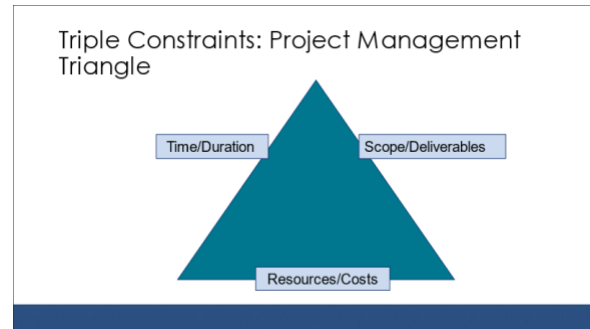 Triple Constraints: Project Management
Triangle
Time/Duration
Scope/Deliverables
Resources/Costs